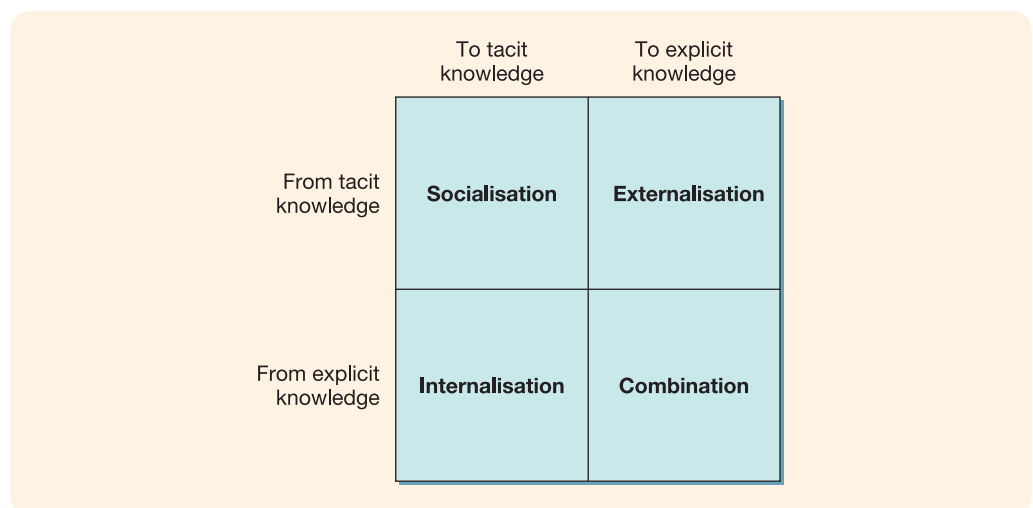 To tacit
knowledge
To explicit
knowledge
From tacit
knowledge
Socialisation
Externalisation
From explicit
knowledge
Internalisation
Combination